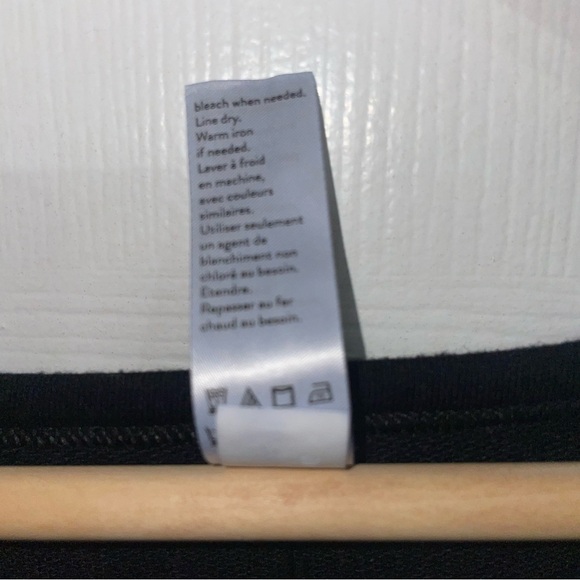 bleach when needed.
Line dry.
Warm iron
if needed.
Laver à froid
en machine,
avec couleurs
similaires.
Utiliser seulement
un agent de
blanchiment non
chloré au besoin.
Étendre.
Repasser au fer
chaud au besoin.